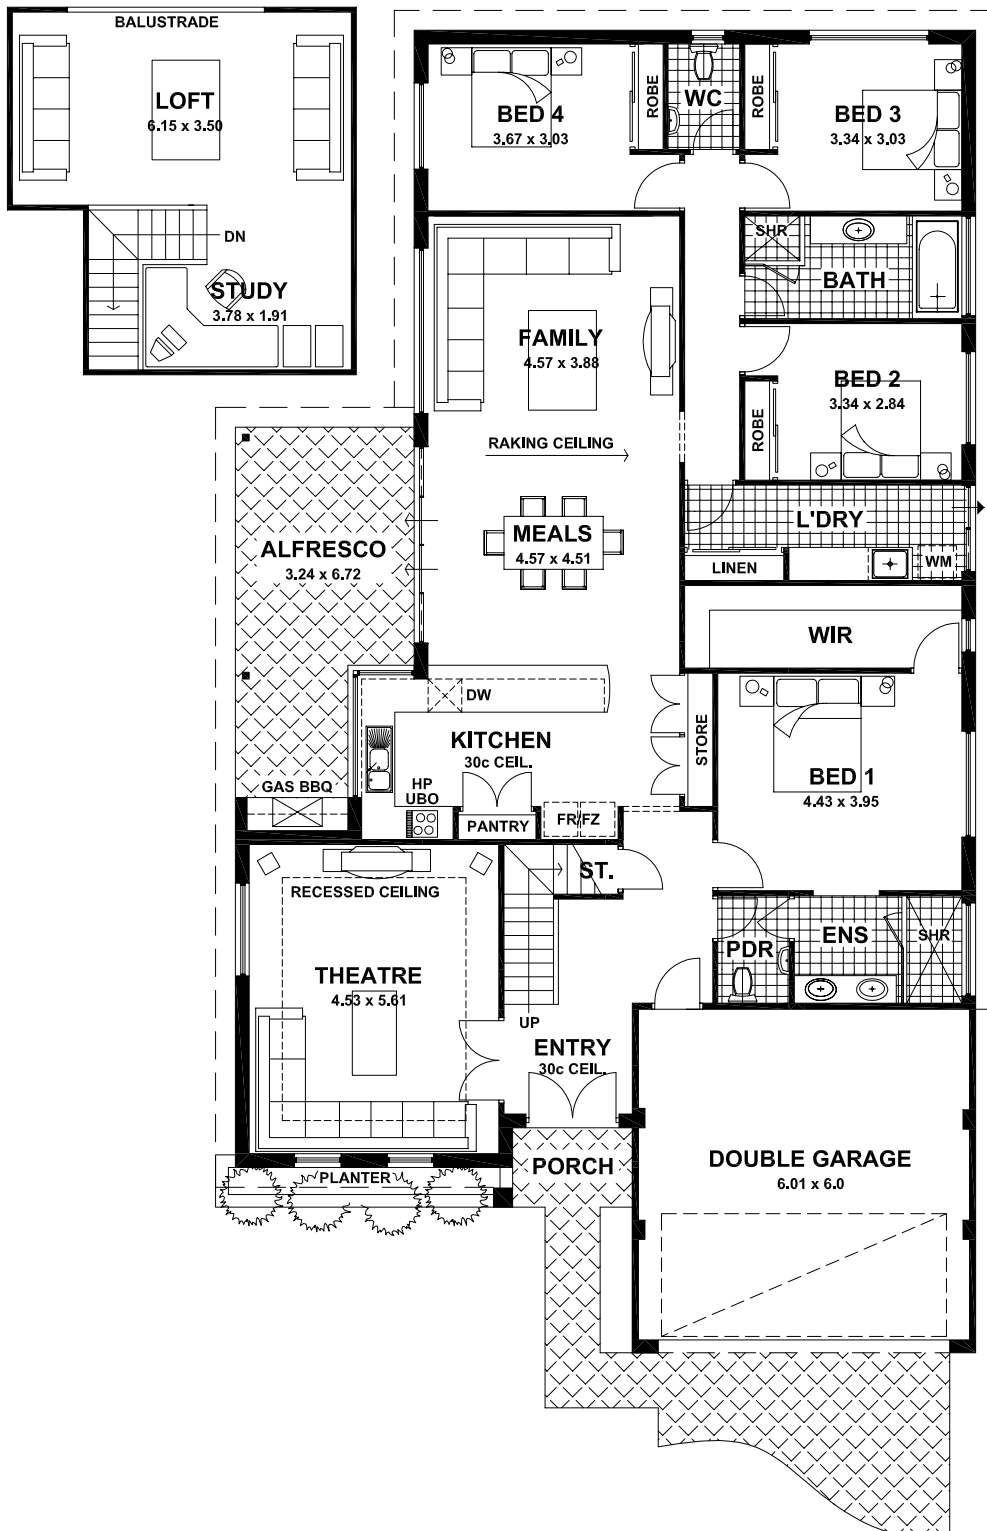 BALUSTRADE
LOFT
6.15 x 3.50
DN
STUDY
3.78 x 1.91
BED 4
3.67 x 3.03
ROBE
WC
ROBE
BED 3
3.34 x 3.03
SHR
BATH
FAMILY
4.57 x 3.88
BED 2
3.34 x 2.84
ROBE
RAKING CEILING
L'DRY
LINEN
WM
MEALS
4.57 x 4.51
ALFRESCO
3.24 x 6.72
WIR
DW
KITCHEN
30c CEIL.
STORE
BED 1
4.43 x 3.95
GAS BBQ
HP
UBO
PANTRY
FR/FZ
ST.
RECESSED CEILING
THEATRE
4.53 x 5.61
PDR
ENS
SHR
UP
ENTRY
30c CEIL.
PORCH
PLANTER
DOUBLE GARAGE
6.01 x 6.0